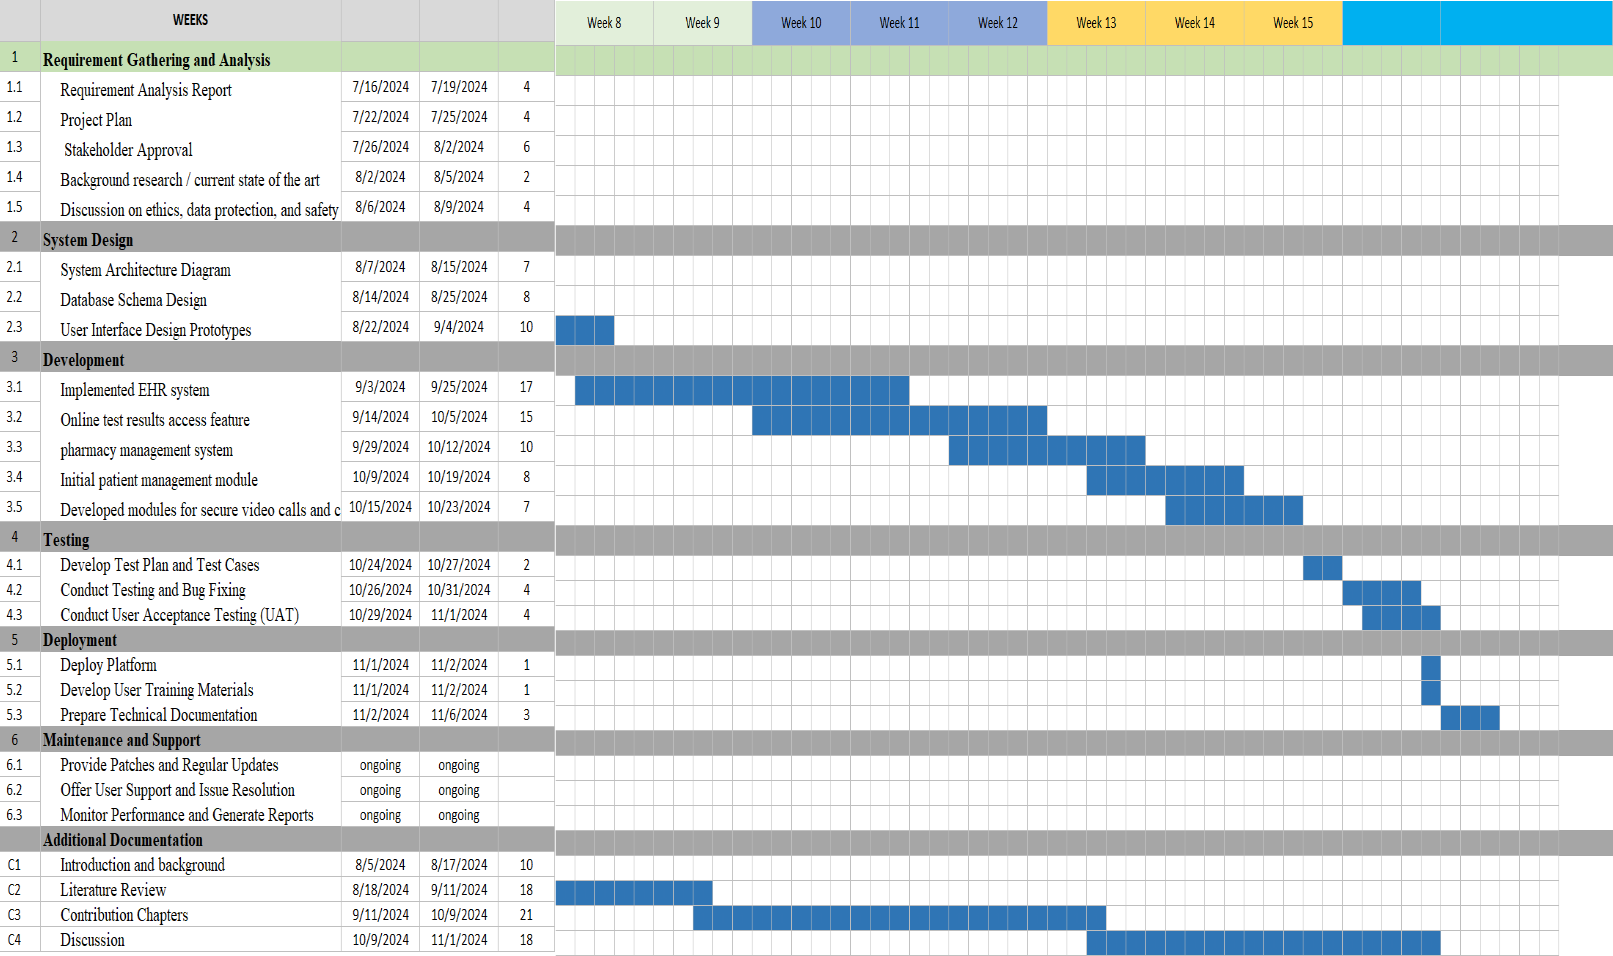 WEEKS Week 8 Week 9 Week 10 Week 11 Week 12 Week 13 Week 14 Week 15
1 Requirement Gathering and Analysis
1.1 Requirement Analysis Report 7/16/2024 7/19/2024 4
1.2 Project Plan 7/22/2024 7/25/2024 4
1.3 Stakeholder Approval 7/26/2024 8/2/2024 6
1.4 Background research / current state of the art 8/2/2024 8/5/2024 2
1.5 Discussion on ethics, data protection, and safety 8/6/2024 8/9/2024 4
2 System Design
2.1 System Architecture Diagram 8/7/2024 8/15/2024 7
2.2 Database Schema Design 8/14/2024 8/25/2024 8
2.3 User Interface Design Prototypes 8/22/2024 9/4/2024 10
3 Development
3.1 Implemented EHR system 9/3/2024 9/25/2024 17
3.2 Online test results access feature 9/14/2024 10/5/2024 15
3.3 pharmacy management system 9/29/2024 10/12/2024 10
3.4 Initial patient management module 10/9/2024 10/19/2024 8
3.5 Developed modules for secure video calls and c 10/15/2024 10/23/2024 7
4 Testing
4.1 Develop Test Plan and Test Cases 10/24/2024 10/27/2024 2
4.2 Conduct Testing and Bug Fixing 10/26/2024 10/31/2024 4
4.3 Conduct User Acceptance Testing (UAT) 10/29/2024 11/1/2024 4
5 Deployment
5.1 Deploy Platform 11/1/2024 11/2/2024 1
5.2 Develop User Training Materials 11/1/2024 11/2/2024 1
5.3 Prepare Technical Documentation 11/2/2024 11/6/2024 3
6 Maintenance and Support
6.1 Provide Patches and Regular Updates ongoing ongoing
6.2 Offer User Support and Issue Resolution ongoing ongoing
6.3 Monitor Performance and Generate Reports ongoing ongoing
Additional Documentation
C1 Introduction and background 8/5/2024 8/17/2024 10
C2 Literature Review 8/18/2024 9/11/2024 18
C3 Contribution Chapters 9/11/2024 10/9/2024 21
C4 Discussion 10/9/2024 11/1/2024 18